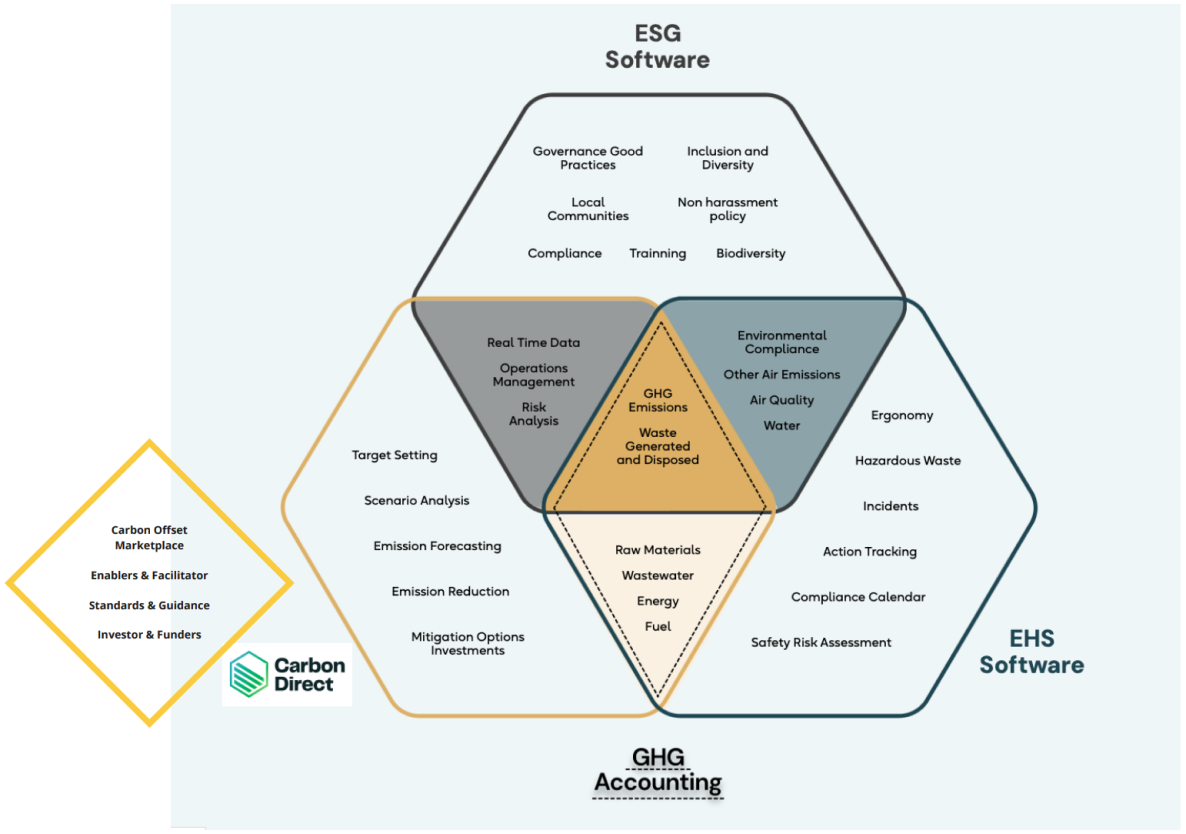 ESG
Software
Governance Good
Practices
Inclusion and
Diversity
Local
Communities
Non harassment
policy
Compliance
Trainning
Biodiversity
Real Time Data
Operations
Management
Risk
Analysis
GHG
Emissions
Waste
Generated
and Disposed
Environmental
Compliance
Other Air Emissions
Air Quality
Water
Target Setting
Scenario Analysis
Emission Forecasting
Emission Reduction
Mitigation Options
Investments
Raw Materials
Wastewater
Energy
Fuel
Ergonomy
Hazardous Waste
Incidents
Action Tracking
Compliance Calendar
Safety Risk Assessment
Carbon Offset
Marketplace
Enablers & Facilitator
Standards & Guidance
Investor & Funders
Carbon
Direct
EHS
Software
GHG
Accounting